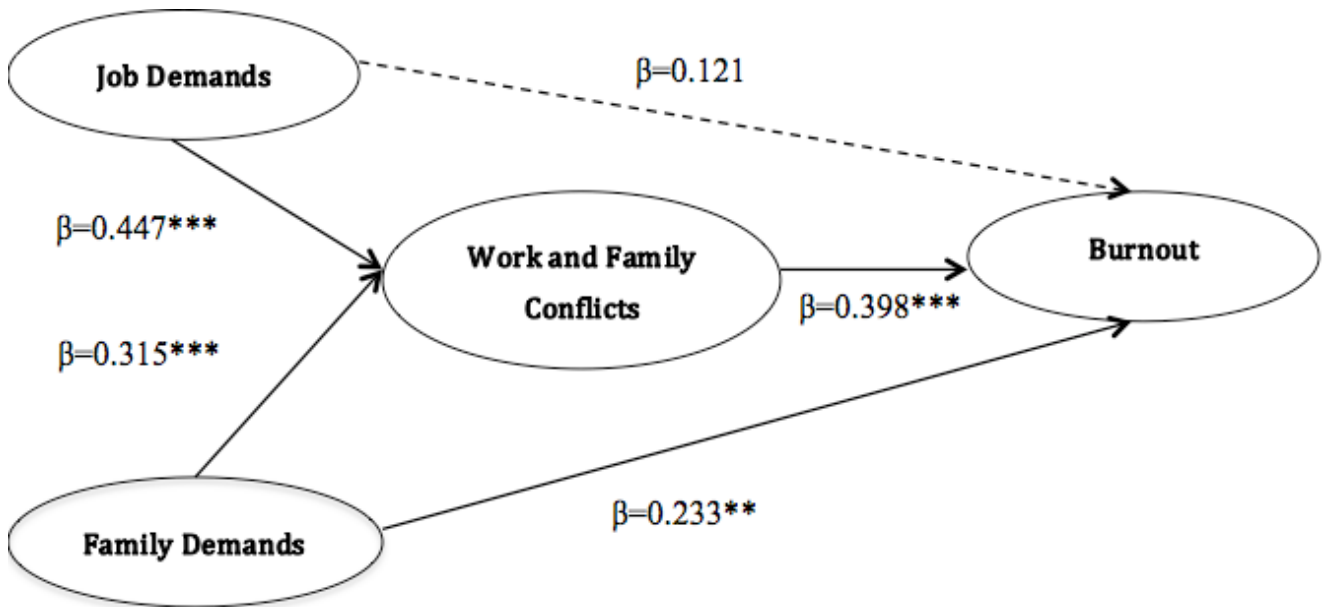 Job Demands
β=0.121
β=0.447***
Work and Family
Conflicts
Burnout
β=0.398***
β=0.315***
Family Demands
β=0.233**